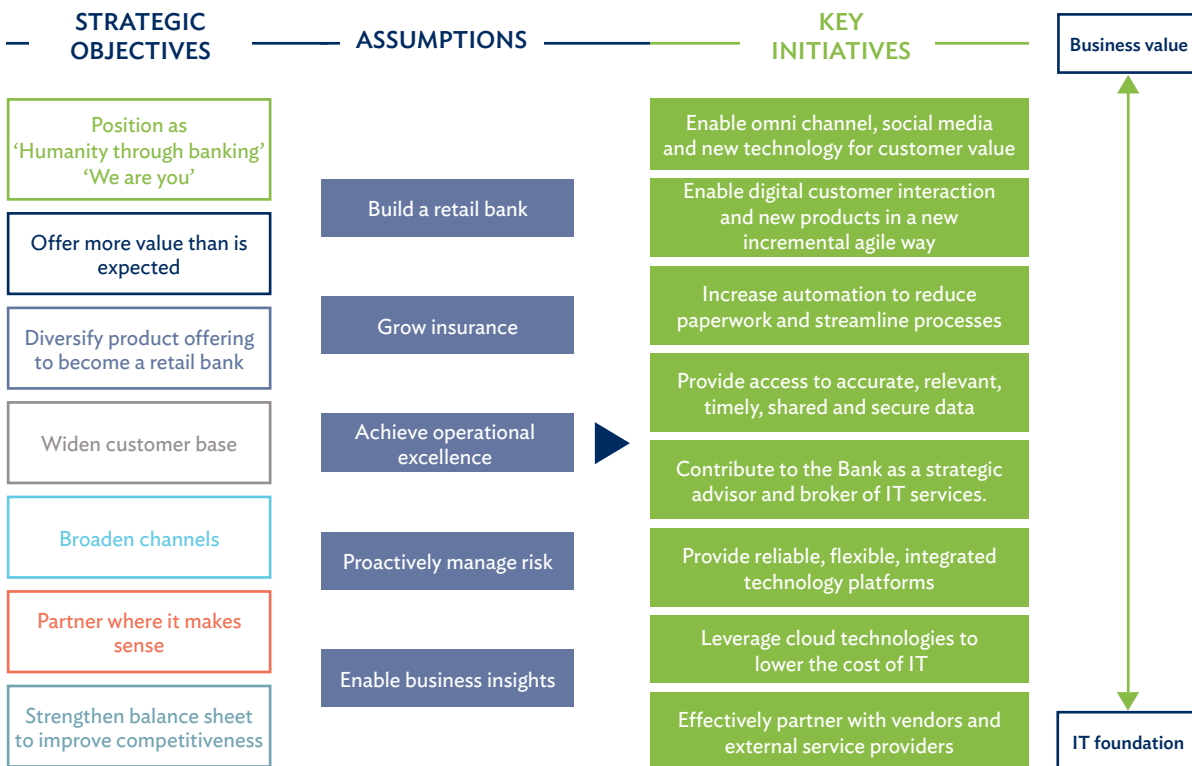 STRATEGIC
OBJECTIVES
ASSUMPTIONS
KEY
INITIATIVES
Business value
Position as
‘Humanity through banking’
‘We are you’
Offer more value than is
expected
Diversify product offering
to become a retail bank
Widen customer base
Broaden channels
Partner where it makes
sense
Strengthen balance sheet
to improve competitiveness
Build a retail bank
Grow insurance
Achieve operational
excellence
Proactively manage risk
Enable business insights
Enable omni channel, social media
and new technology for customer value
Enable digital customer interaction
and new products in a new
incremental agile way
Increase automation to reduce
paperwork and streamline processes
Provide access to accurate, relevant,
timely, shared and secure data
Contribute to the Bank as a strategic
advisor and broker of IT services.
Provide reliable, flexible, integrated
technology platforms
Leverage cloud technologies to
lower the cost of IT
Effectively partner with vendors and
external service providers
IT foundation